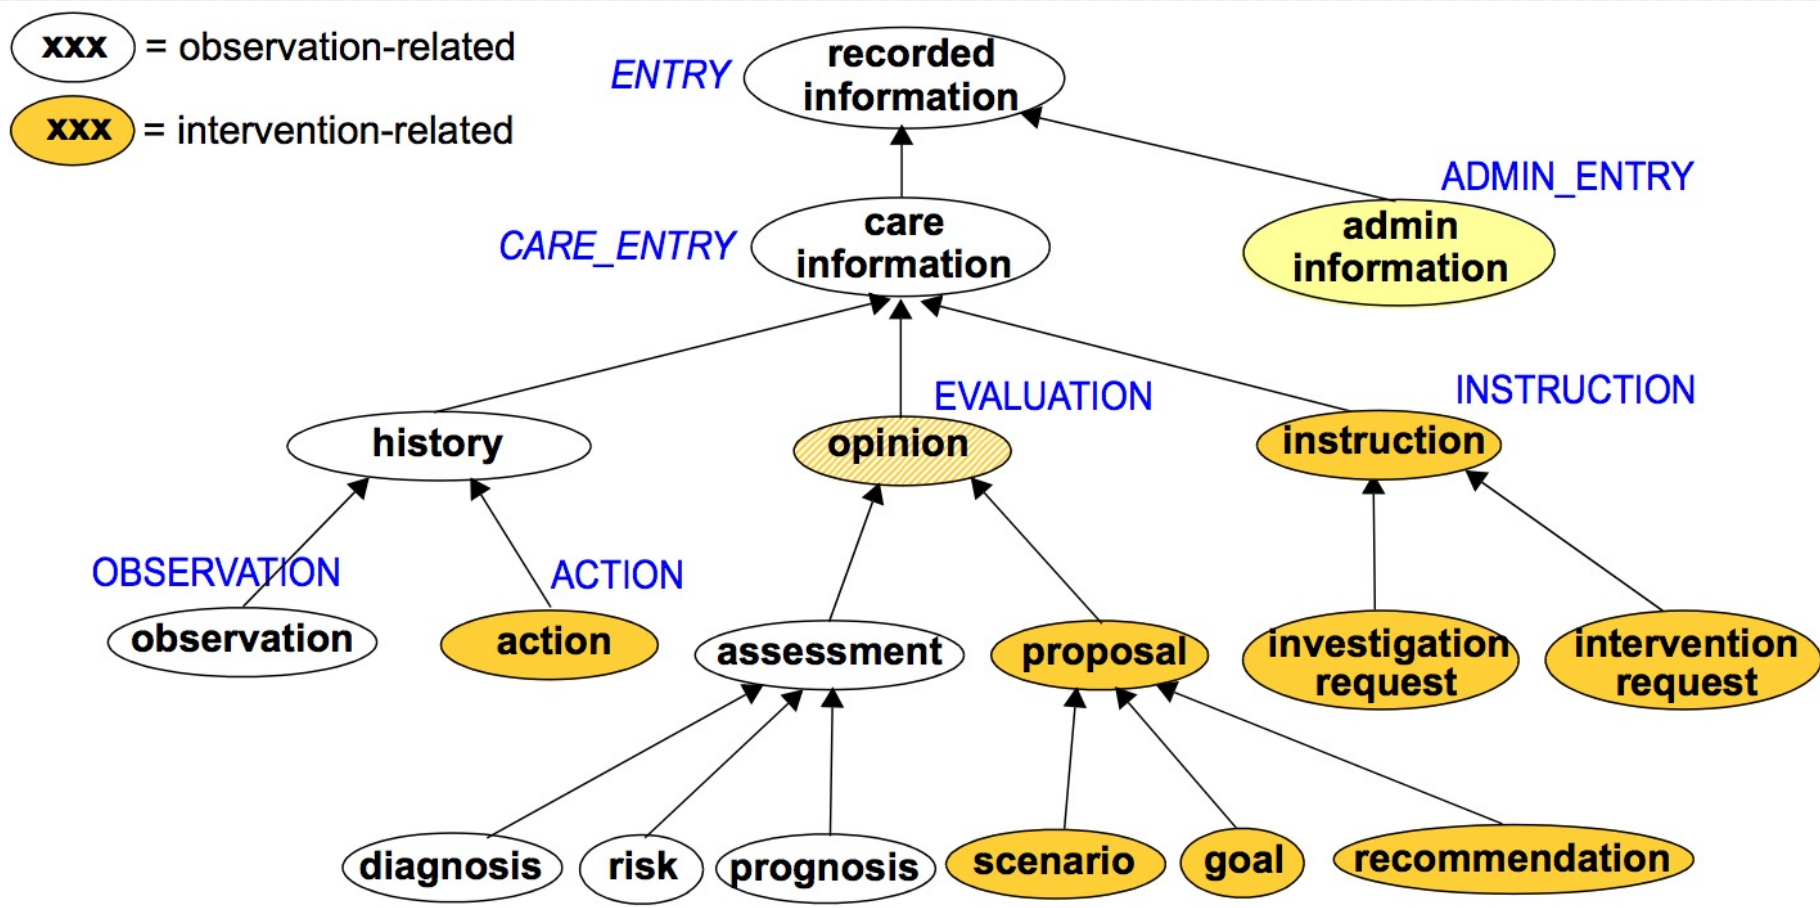 xxx = observation-related
xxx = intervention-related
ENTRY
recorded
information
ADMIN_ENTRY
admin
information
CARE_ENTRY
care
information
history
EVALUATION
opinion
INSTRUCTION
instruction
OBSERVATION
observation
ACTION
action
assessment
proposal
investigation
request
intervention
request
diagnosis
risk
prognosis
scenario
goal
recommendation